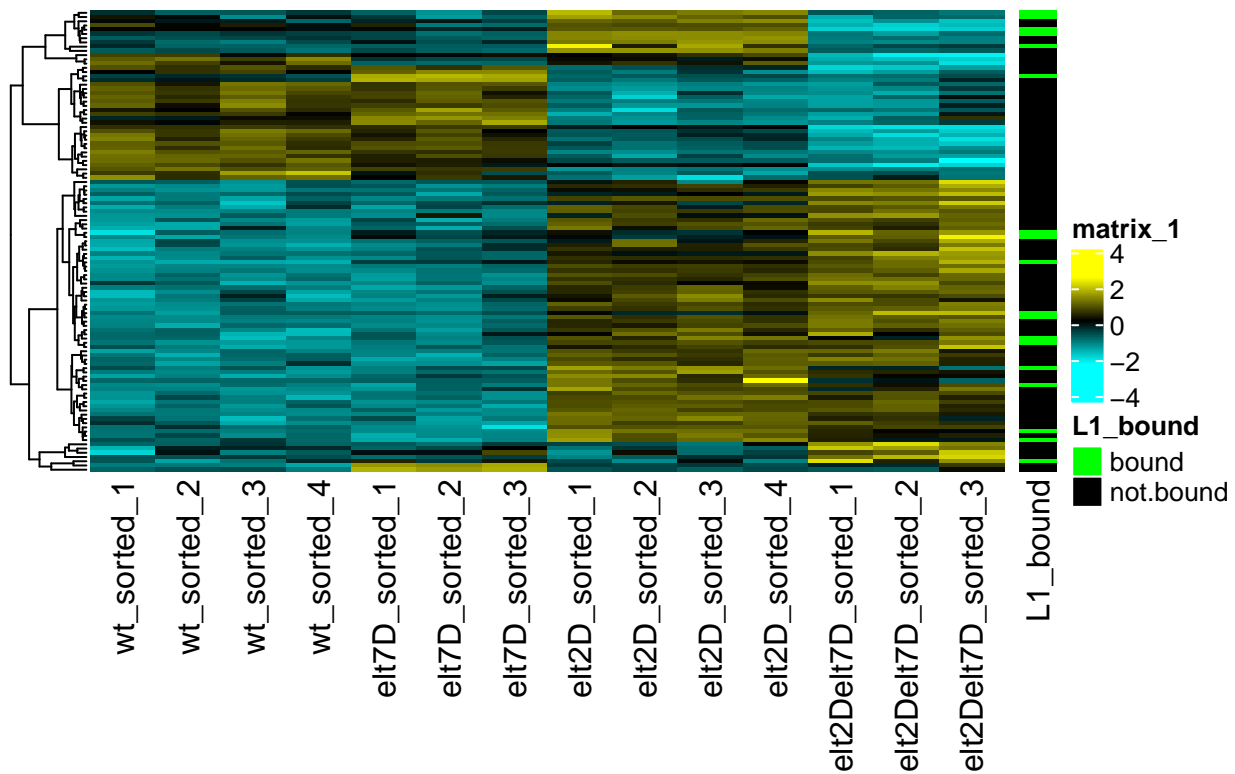 matrix_1
4
2
0
−2
−4
L1_bound
bound
not.bound
wt_sorted_1
wt_sorted_2
wt_sorted_3
wt_sorted_4
elt7D_sorted_1
elt7D_sorted_2
elt7D_sorted_3
elt2D_sorted_1
elt2D_sorted_2
elt2D_sorted_3
elt2D_sorted_4
elt2Delt7D_sorted_1
elt2Delt7D_sorted_2
elt2Delt7D_sorted_3
L1_bound